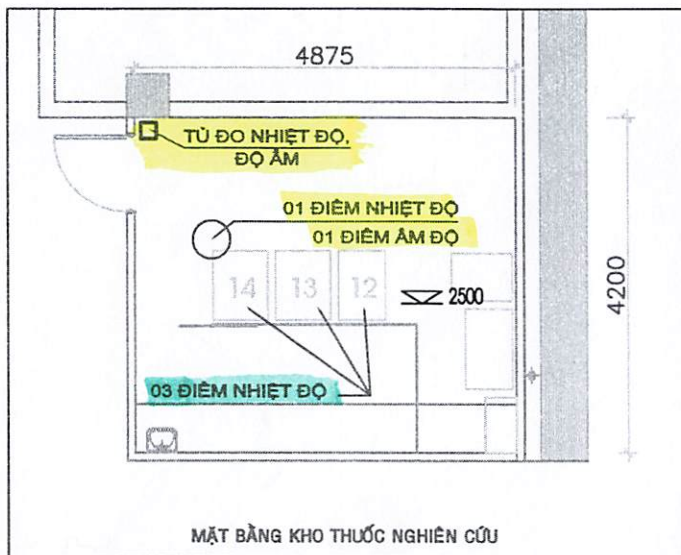 4875
TỦ ĐO NHIỆT ĐỘ,
ĐỘ ẨM
01 ĐIỂM NHIỆT ĐỘ
01 ĐIỂM ẨM ĐỘ
14 13 12
2500
4200
03 ĐIỂM NHIỆT ĐỘ
MẶT BẰNG KHO THUỐC NGHIÊN CỨU